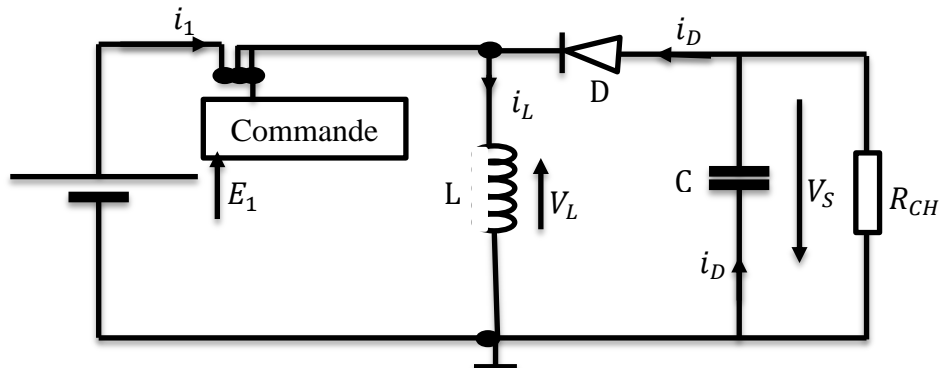 i₁
i_D
D
i_L
Commande
E₁
L
V_L
C
V_S
R_CH
i_D